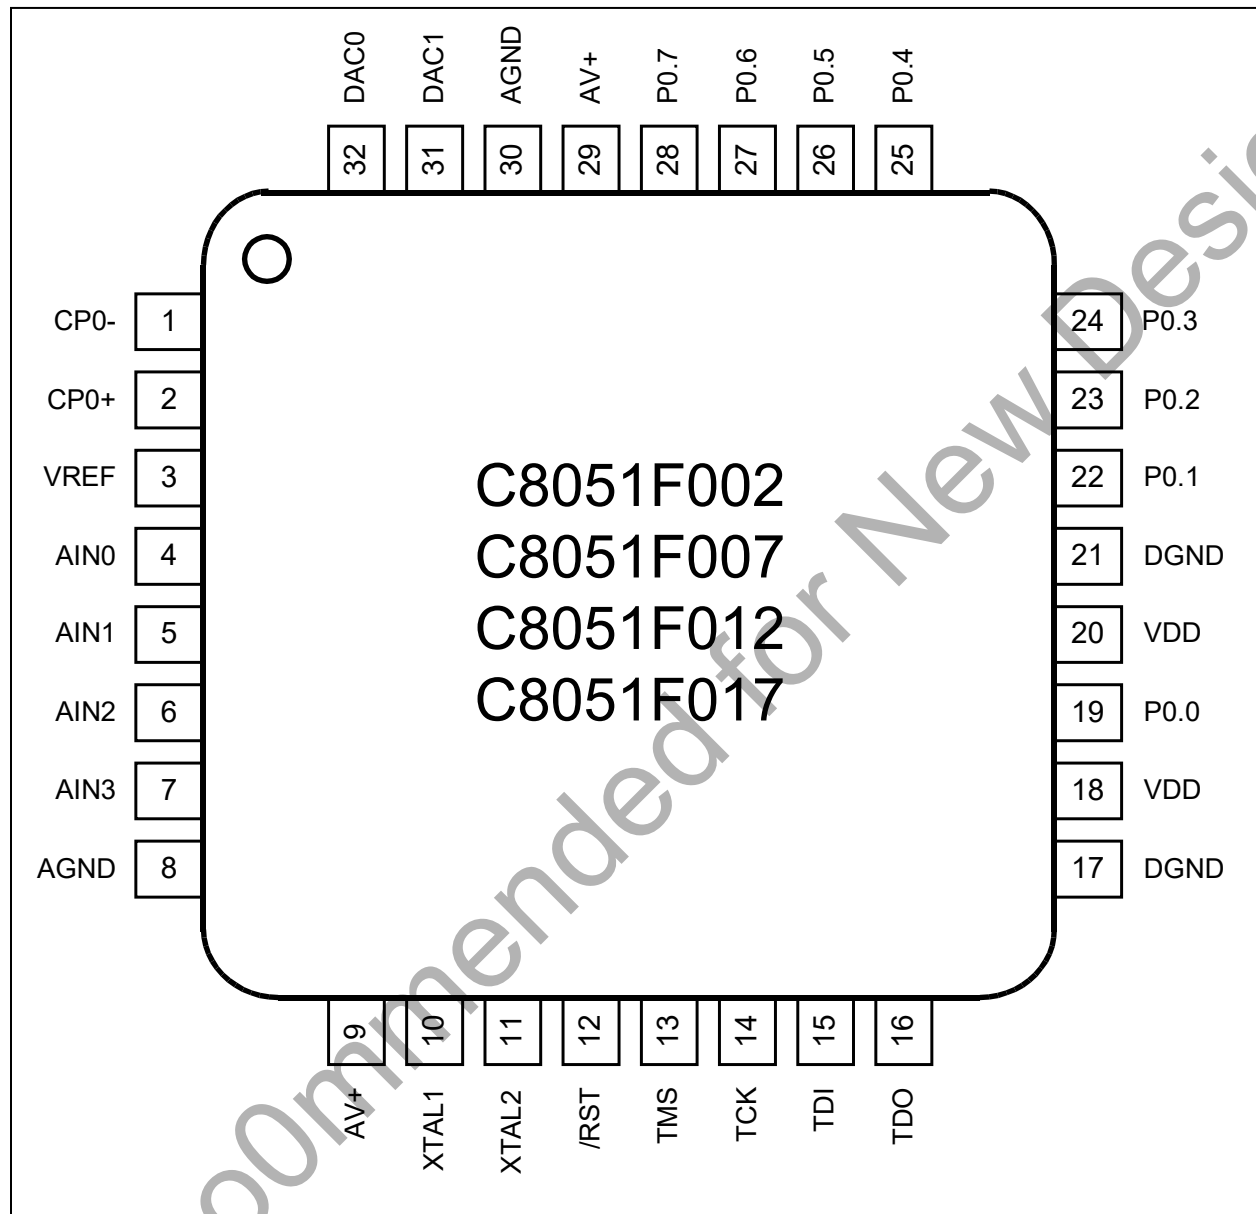 DAC0 DAC1 AGND AV+ P0.7 P0.6 P0.5 P0.4
32 31 30 29 28 27 26 25
CP0- 1 24 P0.3
CP0+ 2 23 P0.2
VREF 3 22 P0.1
AIN0 4 21 DGND
AIN1 5 20 VDD
AIN2 6 19 P0.0
AIN3 7 18 VDD
AGND 8 17 DGND
C8051F002
C8051F007
C8051F012
C8051F017
9 10 11 12 13 14 15 16
AV+ XTAL1 XTAL2 /RST TMS TCK TDI TDO
for New